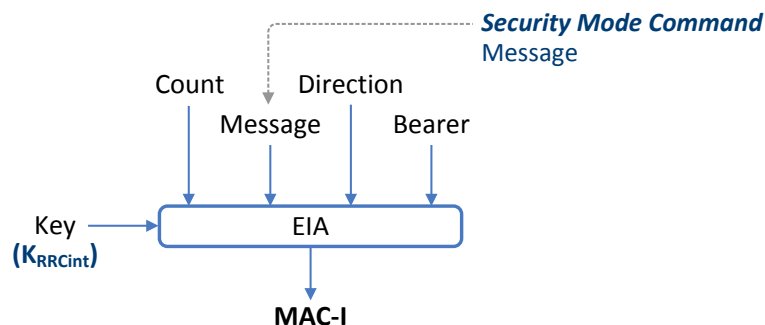 Security Mode Command
Message
Count Direction
Message Bearer
Key EIA
(KRRCint)
MAC-I